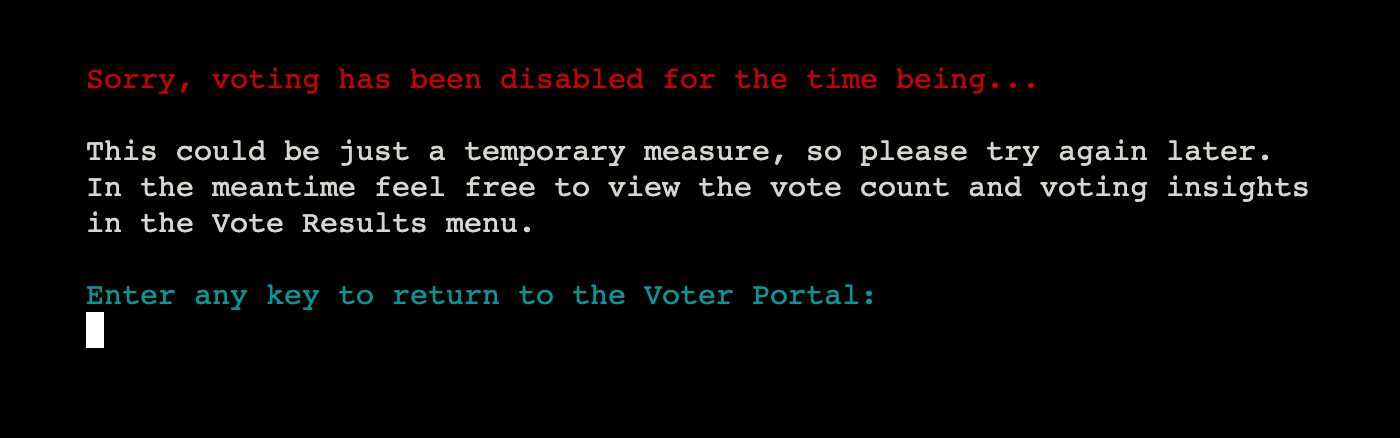 Sorry, voting has been disabled for the time being...
This could be just a temporary measure, so please try again later.
In the meantime feel free to view the vote count and voting insights
in the Vote Results menu.
Enter any key to return to the Voter Portal: